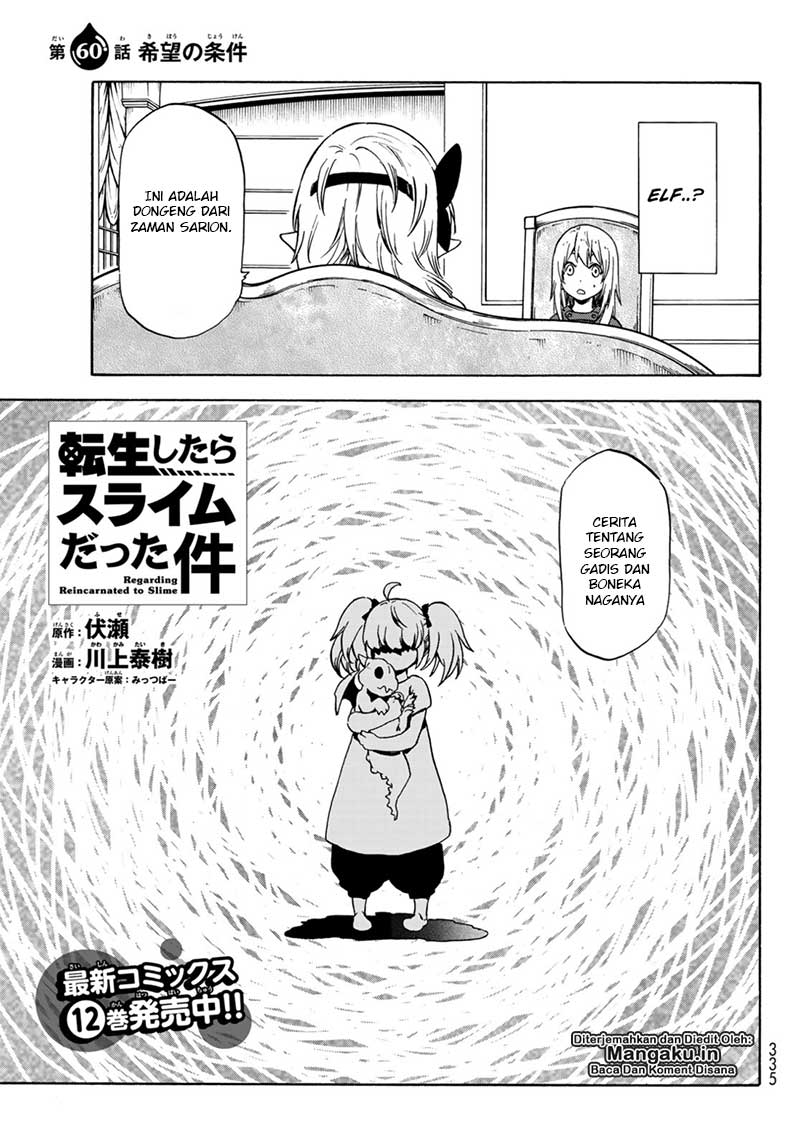 第60話 希望の条件
ELF..?
INI ADALAH
DONGENG DARI
ZAMAN SARION.
転生したら
スライム
だった件
Regarding
Reincarnated to Slime
原作：伏瀬
漫画：川上泰樹
キャラクター原案：みっつばー
CERITA
TENTANG
SEORANG
GADIS DAN
BONEKA
NAGANYA
最新コミックス
⑫巻発売中!!
Diterjemahkan dan Diedit Oleh:
Mangaku.in
Baca Dan Koment Disana
335